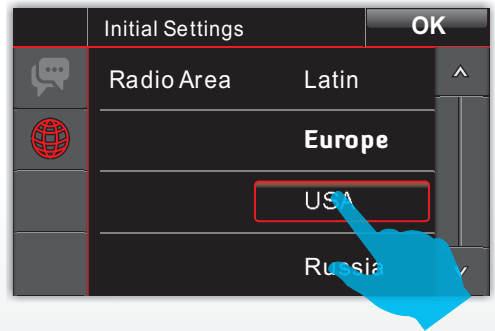 Initial Settings OK
Radio Area Latin
Europe
USA
Russia